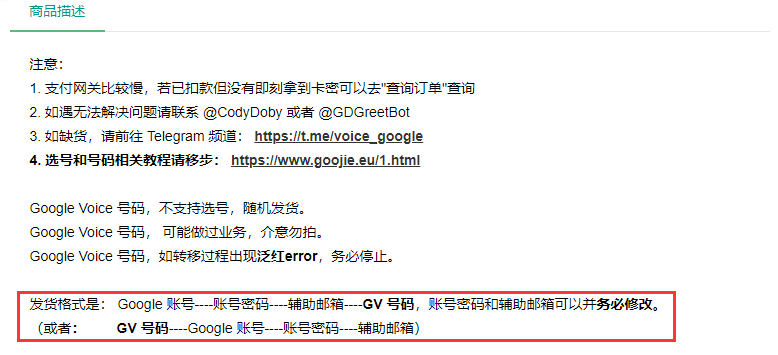 商品描述
注意：
1. 支付网关比较慢，若已扣款但没有即刻拿到卡密可以去"查询订单"查询
2. 如遇无法解决问题请联系 @CodyDoby 或者 @GDGreetBot
3. 如缺货，请前往 Telegram 频道： https://t.me/voice_google
4. 选号和号码相关教程请移步： https://www.goojie.eu/1.html
Google Voice 号码，不支持选号，随机发货。
Google Voice 号码， 可能做过业务，介意勿拍。
Google Voice 号码，如转移过程出现泛红error，务必停止。
发货格式是： Google 账号----账号密码----辅助邮箱----GV 号码，账号密码和辅助邮箱可以并务必修改。
（或者： GV 号码----Google 账号----账号密码----辅助邮箱）